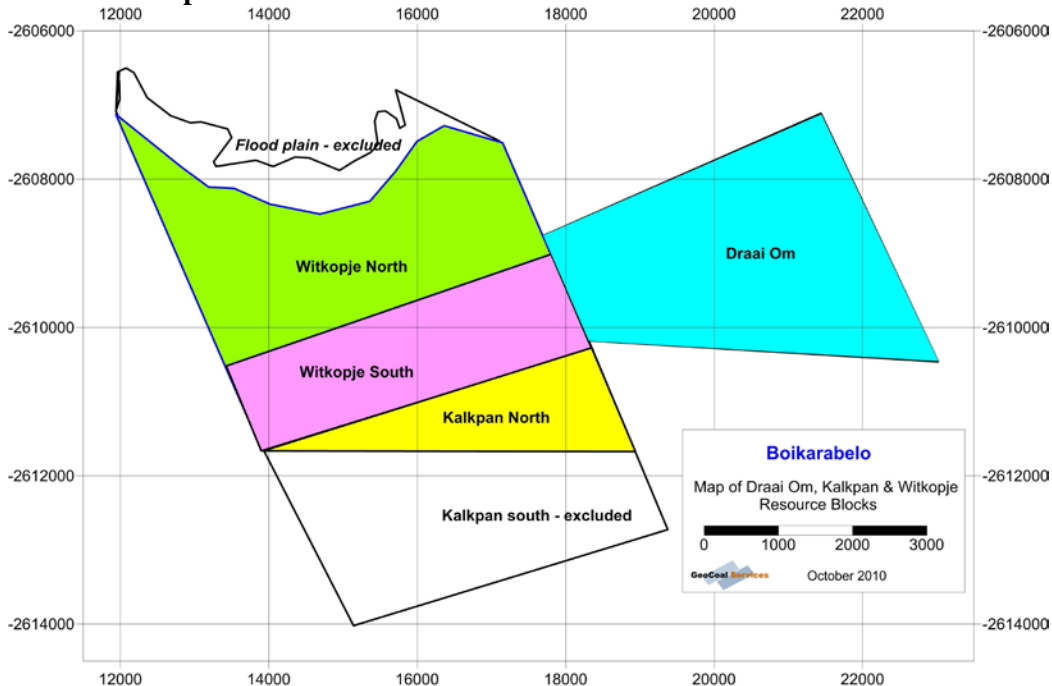 12000 14000 16000 18000 20000 22000
-2606000 -2606000
Flood plain - excluded
-2608000 -2608000
Draai Om
Witkopje North
-2610000 -2610000
Witkopje South
Kalkpan North
Boikarabelo
-2612000 -2612000
Map of Draai Om, Kalkpan & Witkopje
Resource Blocks
Kalkpan south - excluded
0 1000 2000 3000
GeoCoal Services October 2010
-2614000 -2614000
12000 14000 16000 18000 20000 22000